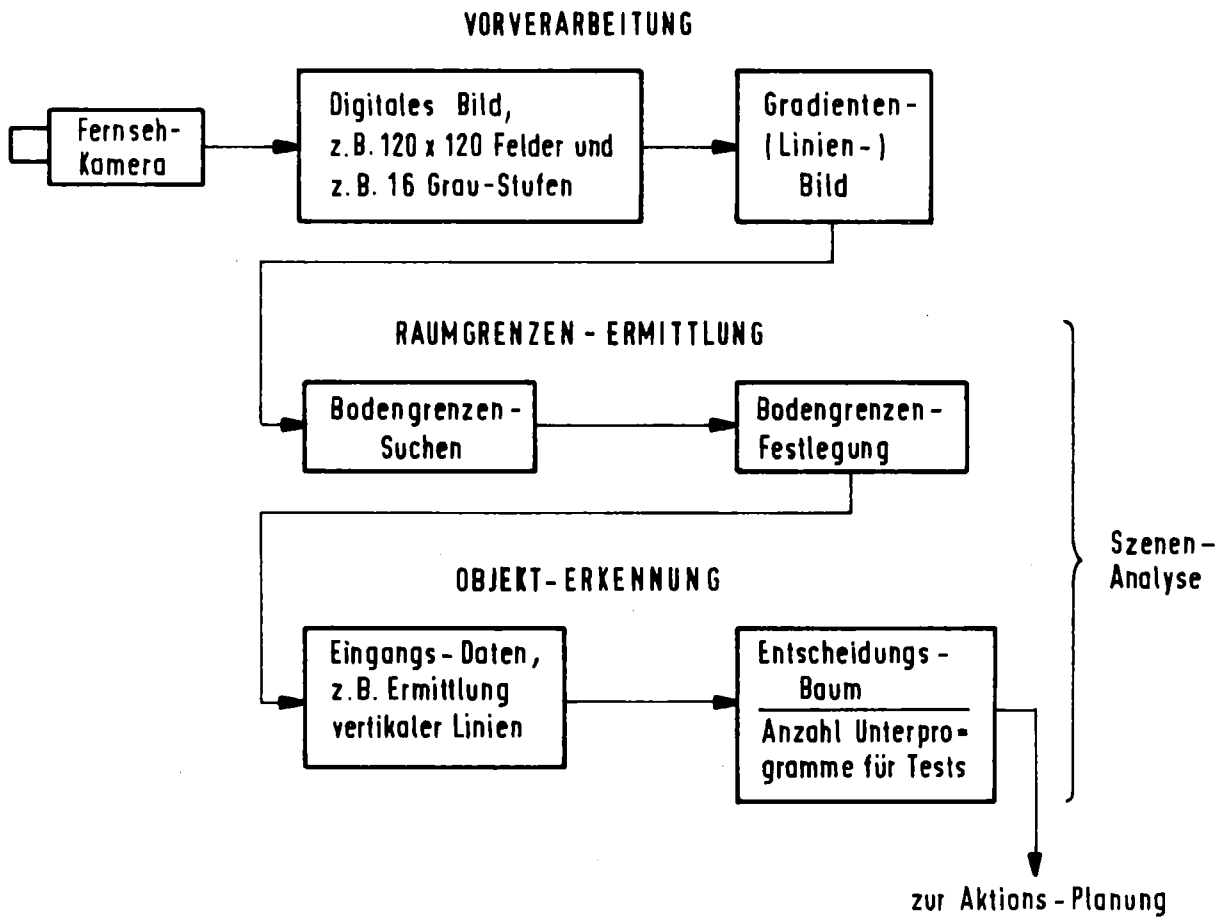 VORVERARBEITUNG
Fernseh-
Kamera
Digitales Bild,
z.B. 120 x 120 Felder und
z.B. 16 Grau-Stufen
Gradienten-
(Linien-)
Bild
RAUMGRENZEN - ERMITTLUNG
Bodengrenzen-
Suchen
Bodengrenzen-
Festlegung
Szenen-
Analyse
OBJEKT-ERKENNUNG
Eingangs-Daten,
z.B. Ermittlung
vertikaler Linien
Entscheidungs-
Baum
Anzahl Unterpro=
gramme für Tests
zur Aktions-Planung